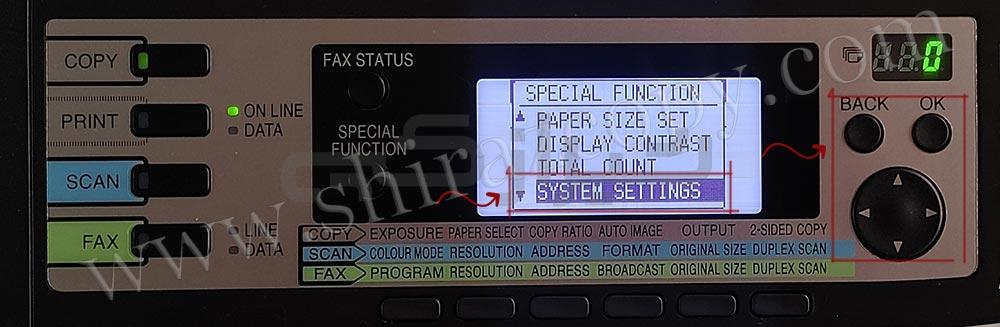 COPY
PRINT
SCAN
FAX
ON LINE
DATA
LINE
DATA
FAX STATUS
SPECIAL
FUNCTION
SPECIAL FUNCTION
PAPER SIZE SET
DISPLAY CONTRAST
TOTAL COUNT
SYSTEM SETTINGS
COPY EXPOSURE PAPER SELECT COPY RATIO AUTO IMAGE OUTPUT 2-SIDED COPY
SCAN COLOUR MODE RESOLUTION ADDRESS FORMAT ORIGINAL SIZE DUPLEX SCAN
FAX PROGRAM RESOLUTION ADDRESS BROADCAST ORIGINAL SIZE DUPLEX SCAN
0
BACK OK